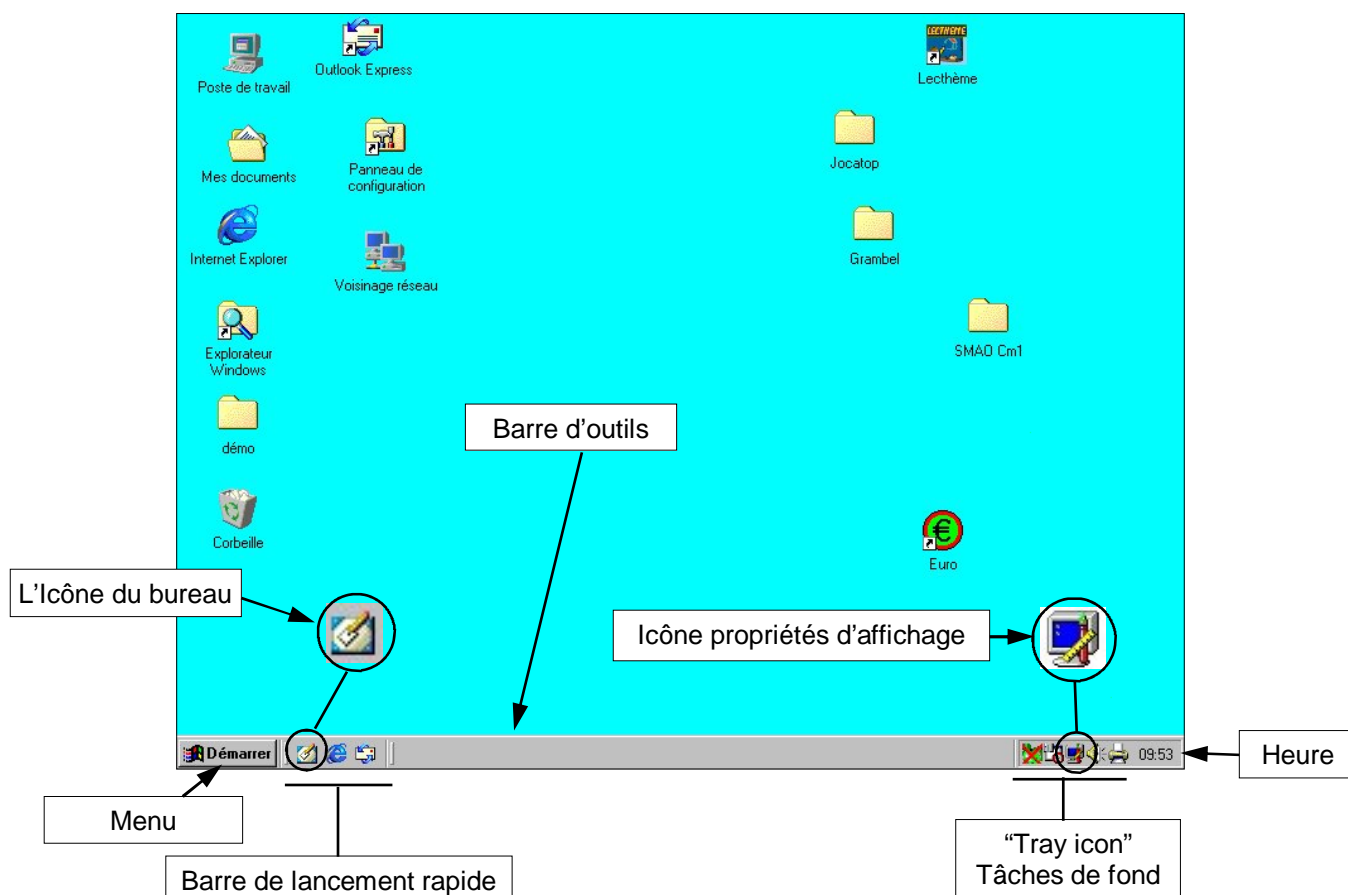 Poste de travail
Outlook Express
Lecthème
LECTHEME
Mes documents
Panneau de
configuration
Jocatop
Internet Explorer
Voisinage réseau
Grambel
Explorateur
Windows
SMAO Cm1
démo
Barre d’outils
Corbeille
Euro
L’Icône du bureau
Icône propriétés d’affichage
Démarrer
09:53
Heure
Menu
Barre de lancement rapide
“Tray icon”
Tâches de fond